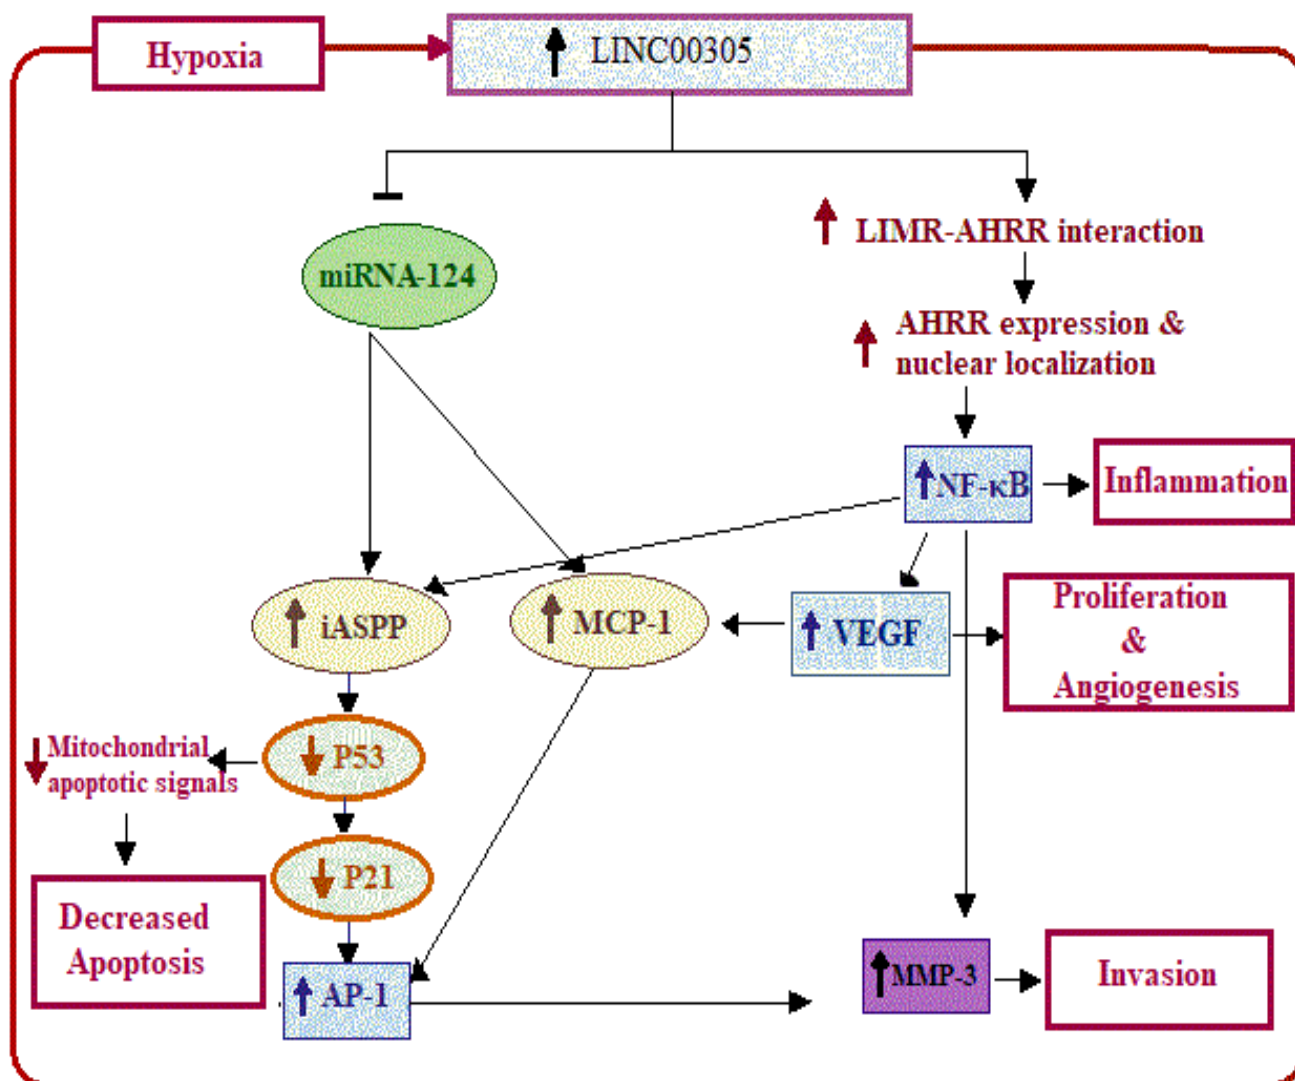 Hypoxia
↑ LINC00305
miRNA-124
↑ LIMR-AHRR interaction
↑ AHRR expression &
nuclear localization
↑ NF-κB
Inflammation
↑ iASPP
↑ MCP-1
↑ VEGF
Proliferation
&
Angiogenesis
↓ Mitochondrial
apoptotic signals
↓ P53
↓ P21
Decreased
Apoptosis
↑ AP-1
↑ MMP-3
Invasion